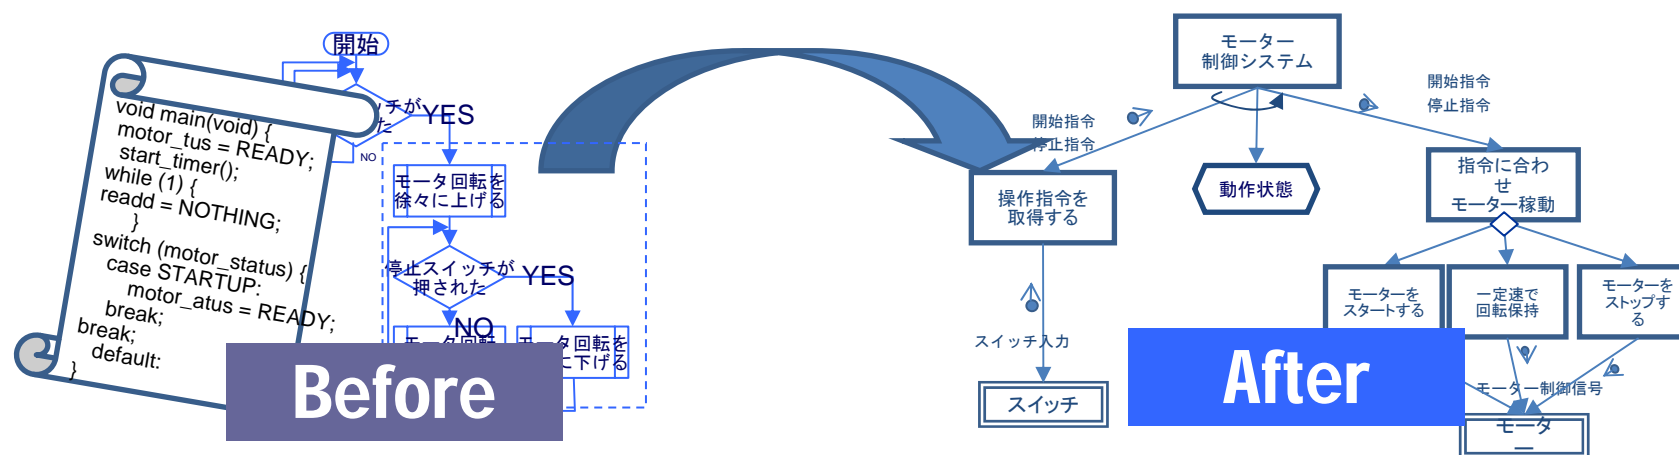 void main(void) {
motor_tus = READY;
start_timer();
while (1) {
readd = NOTHING;
}
switch (motor_status) {
case STARTUP:
motor_atus = READY;
break;
break;
default:
}
開始
チが
た
YES
NO
モータ回転を
徐々に上げる
停止スイッチが
押された
YES
NO
モータ回転
モータ回転を
に下げる
Before
モーター
制御システム
開始指令
停止指令
開始指令
停止指令
操作指令を
取得する
動作状態
指令に合わ
せ
モーター稼動
モーターを
スタートする
一定速で
回転保持
モーターを
ストップす
る
スイッチ入力
スイッチ
After
モーター制御信号
モータ
ー